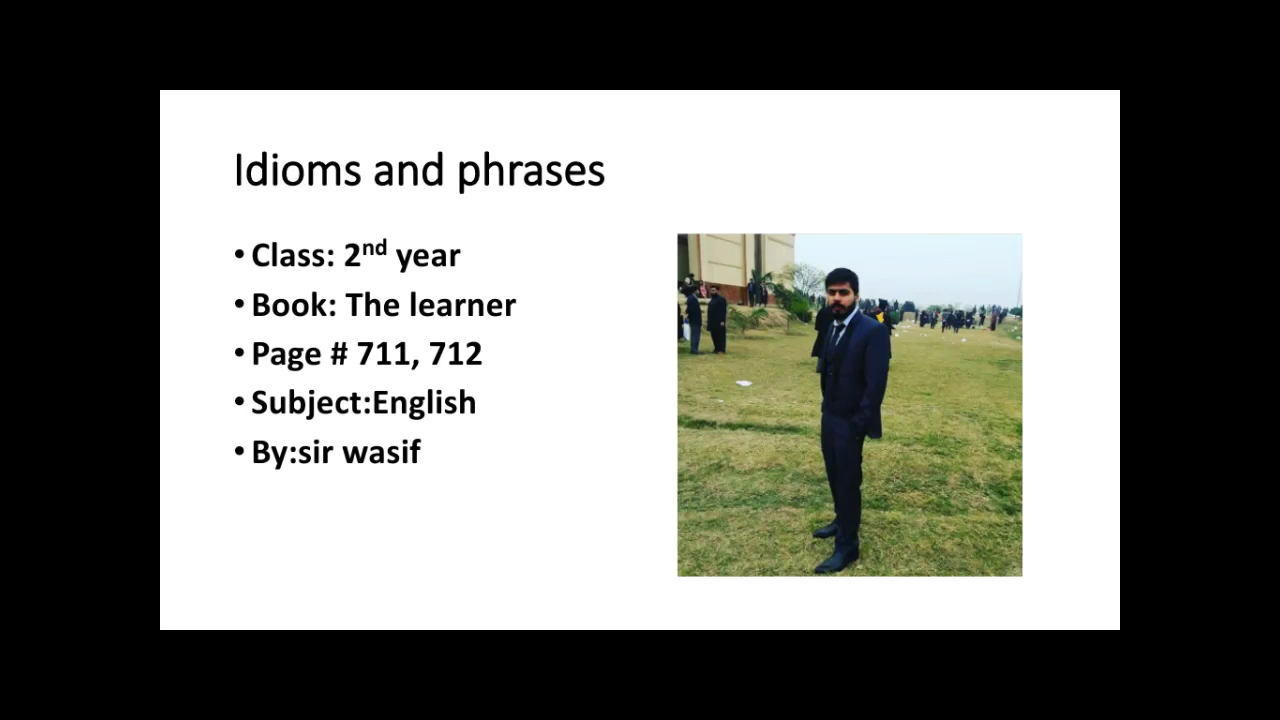 Idioms and phrases
• Class: 2nd year
• Book: The learner
• Page # 711, 712
• Subject:English
• By:sir wasif